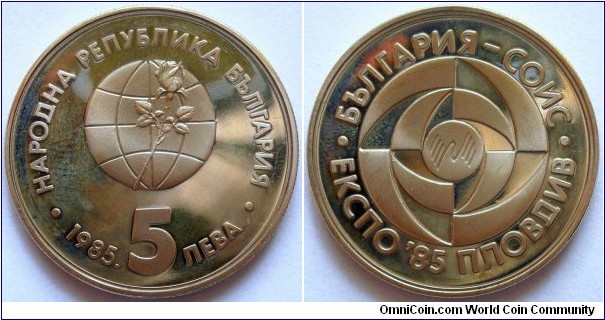 НАРОДНА РЕПУБЛИКА БЪЛГАРИЯ
• 1985. 5 ЛЕВА •
БЪЛГАРИЯ – СОИС
• ЕКСПО '85 ПЛОВДИВ •
OmniCoin.com World Coin Community